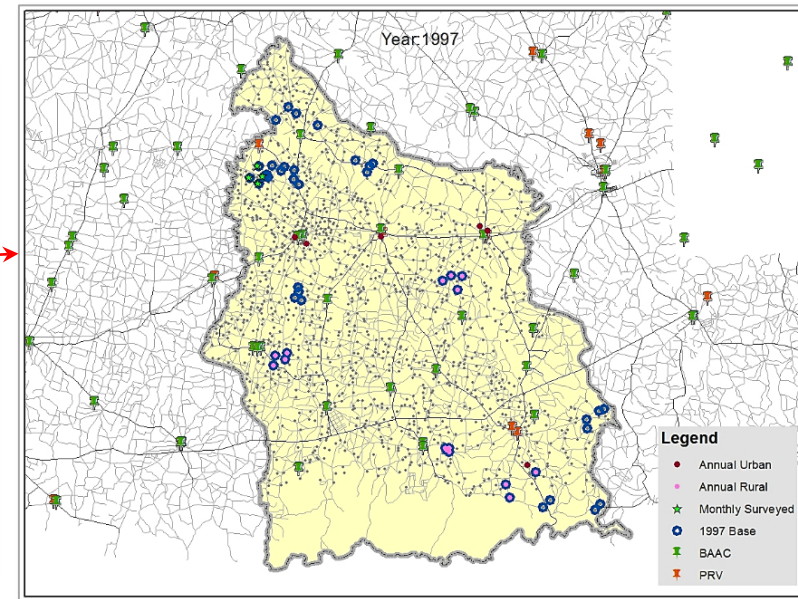 Year:1997
Legend
Annual Urban
Annual Rural
Monthly Surveyed
1997 Base
BAAC
PRV